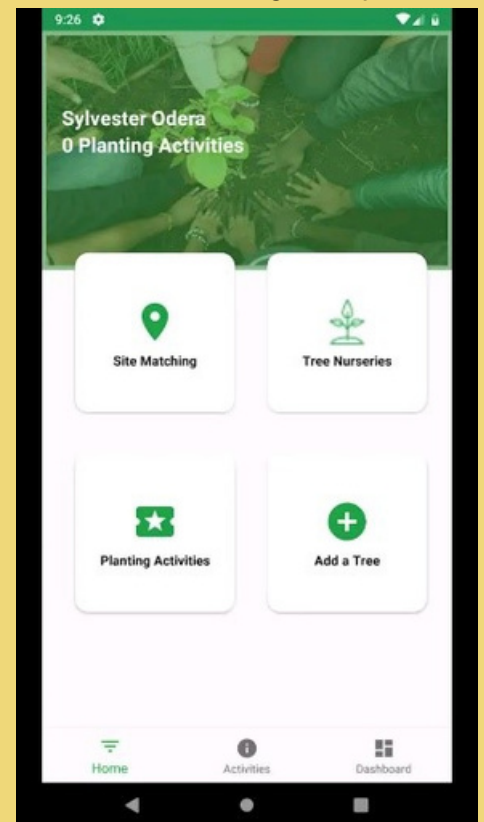 9:26
Sylvester Odera
0 Planting Activities
Site Matching
Tree Nurseries
Planting Activities
Add a Tree
Home
Activities
Dashboard